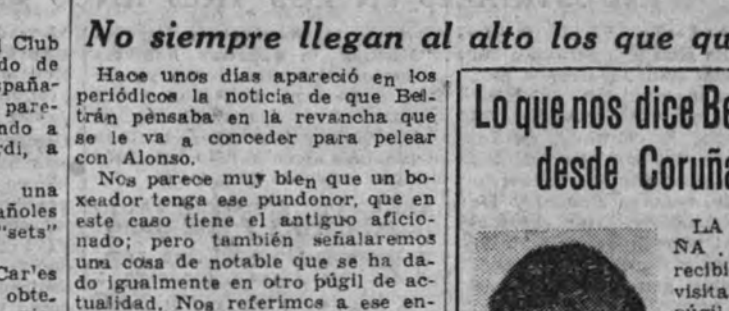 Club
do de
spaña-
pare-
ndo a
rdi, a
una
añoles
"sets"
Car'es
obte-
No siempre llegan al alto los que qu
Hace unos días apareció en los
periódicos la noticia de que Bel-
trán pensaba en la revancha que
se le va a conceder para pelear
con Alonso.
Nos parece muy bien que un bo-
xeador tenga ese pundonor, que en
este caso tiene el antiguo aficio-
nado; pero también señalaremos
una cosa de notable que se ha da-
do igualmente en otro púgil de ac-
tualidad. Nos referimos a ese en-
Lo que nos dice Be
desde Coruña
LA
ÑA .
recibi
visita